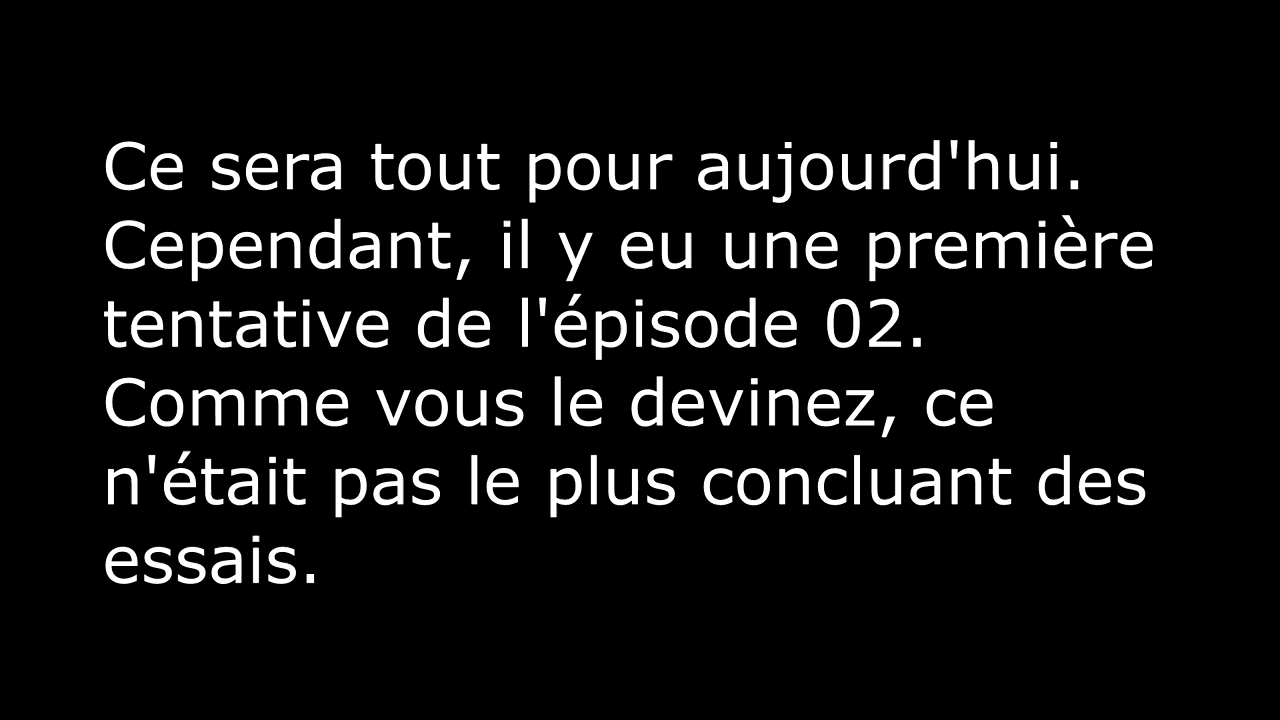 Ce sera tout pour aujourd'hui.
Cependant, il y eu une première
tentative de l'épisode 02.
Comme vous le devinez, ce
n'était pas le plus concluant des
essais.